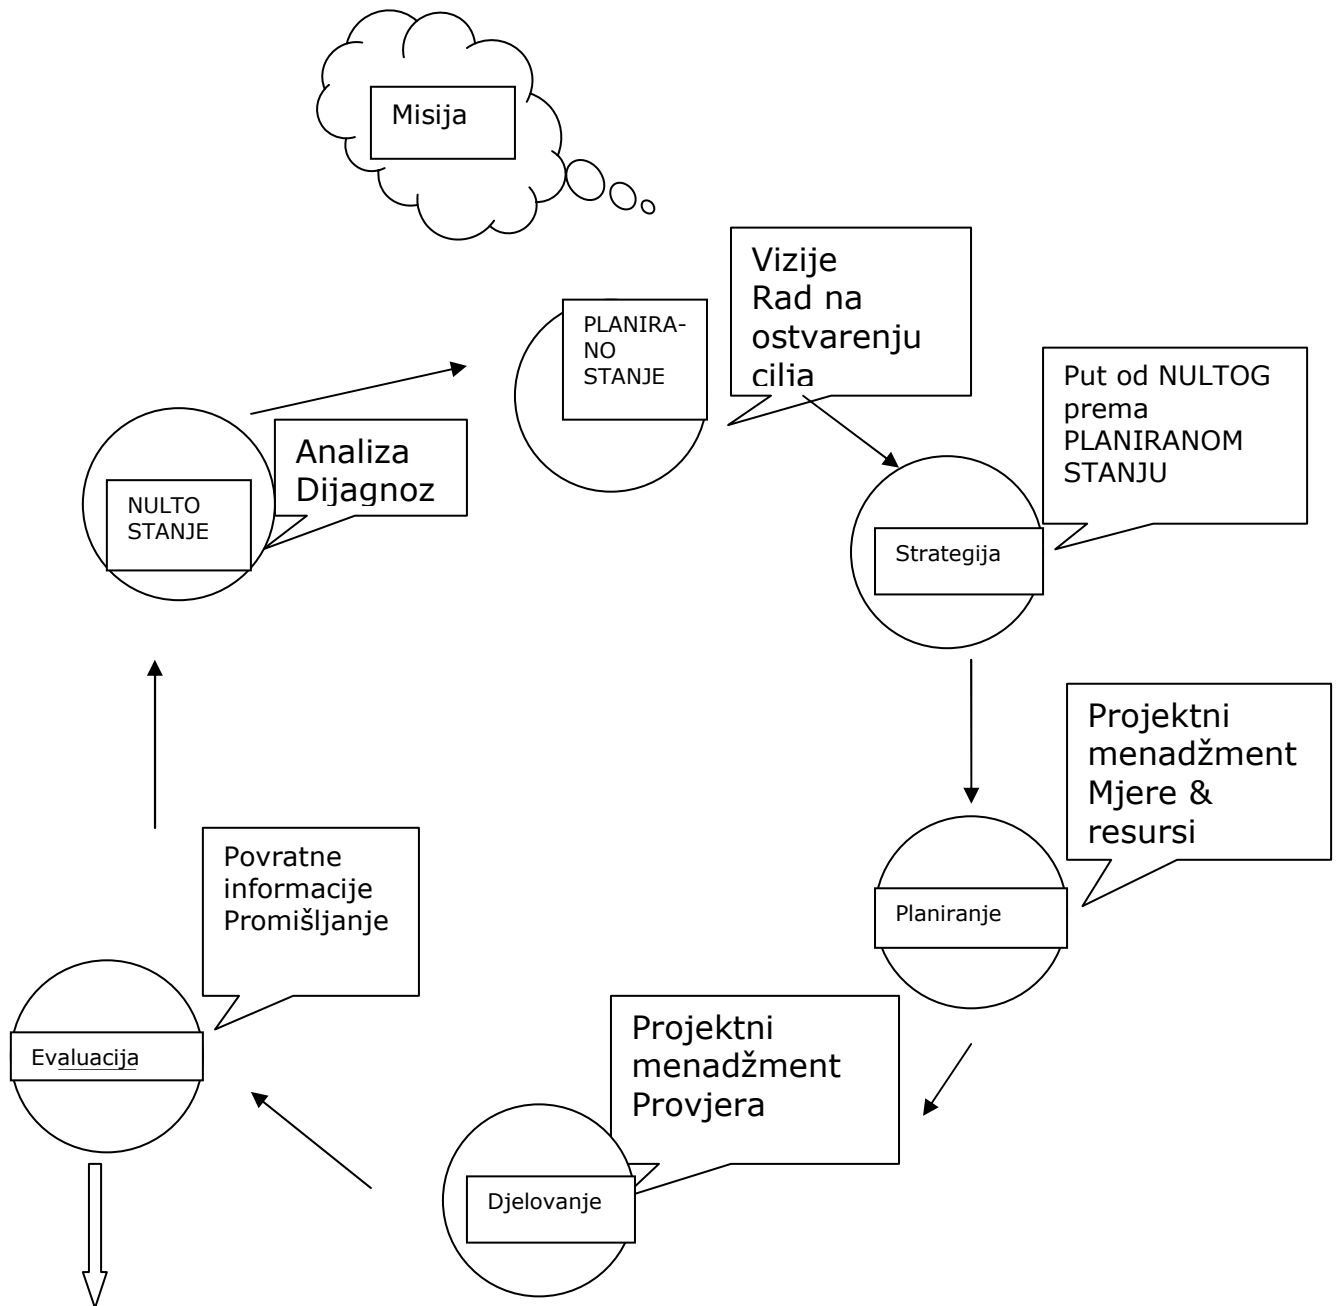 Misija
Vizije
Rad na
ostvarenju
cilja
PLANIRA-
NO
STANJE
Put od NULTOG
prema
PLANIRANOM
STANJU
Analiza
Dijagnoz
NULTO
STANJE
Strategija
Projektni
menadžment
Mjere &
resursi
Povratne
informacije
Promišljanje
Planiranje
Projektni
menadžment
Provjera
Evaluacija
Djelovanje